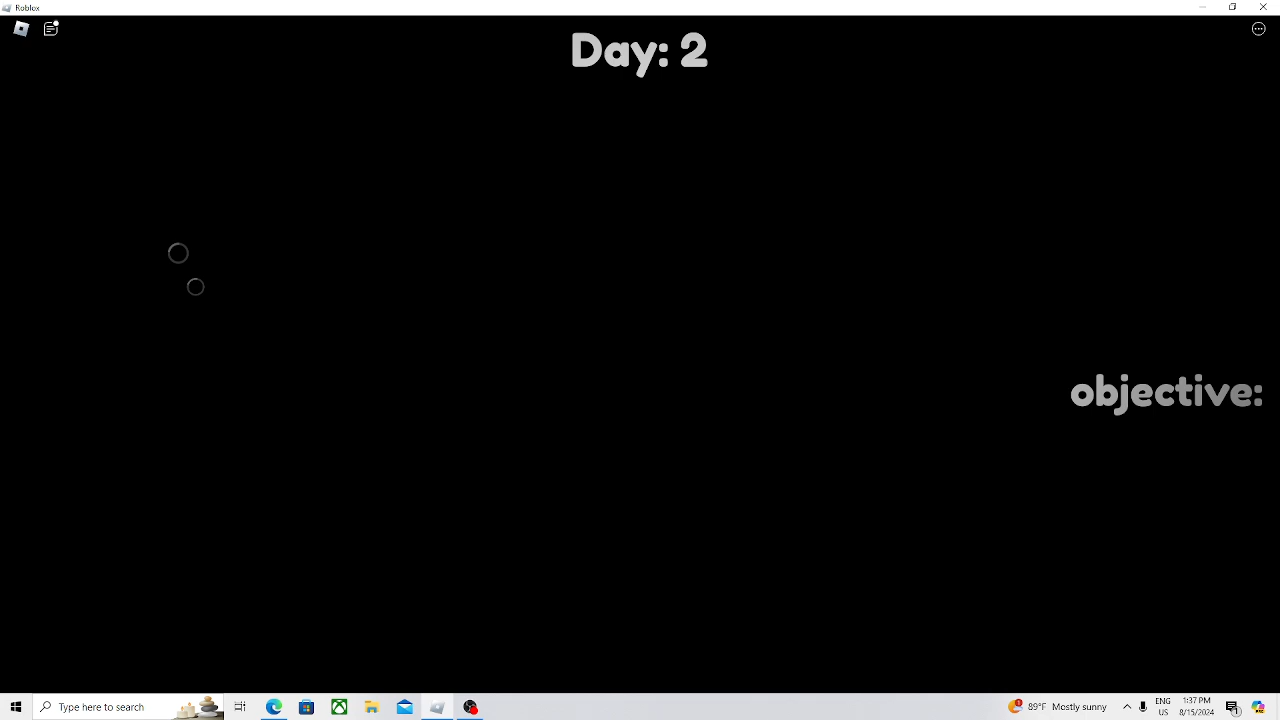 Roblox
Day: 2
objective:
Type here to search
89°F Mostly sunny
ENG
US
1:37 PM
8/15/2024